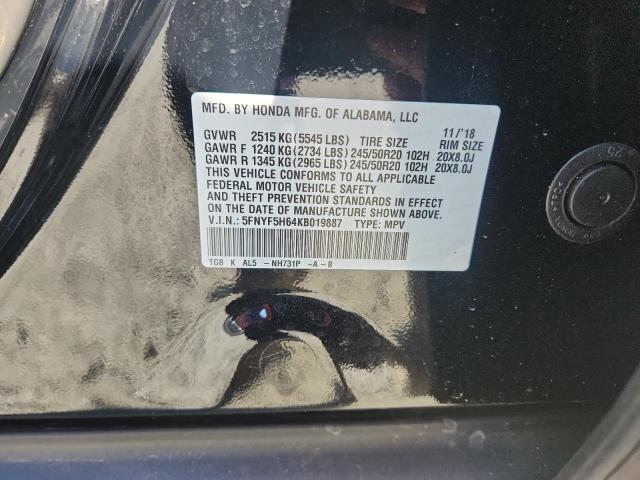 MFD. BY HONDA MFG. OF ALABAMA, LLC
GVWR 2515 KG (5545 LBS) TIRE SIZE 11/'18 RIM SIZE
GAWR F 1240 KG (2734 LBS) 245/50R20 102H 20X8.0J
GAWR R 1345 KG (2965 LBS) 245/50R20 102H 20X8.0J
THIS VEHICLE CONFORMS TO ALL APPLICABLE
FEDERAL MOTOR VEHICLE SAFETY
AND THEFT PREVENTION STANDARDS IN EFFECT
ON THE DATE OF MANUFACTURE SHOWN ABOVE.
V.I.N.: 5FNYF5H64KB019887 TYPE: MPV
TG8 K AL5 -NH731P -A-B